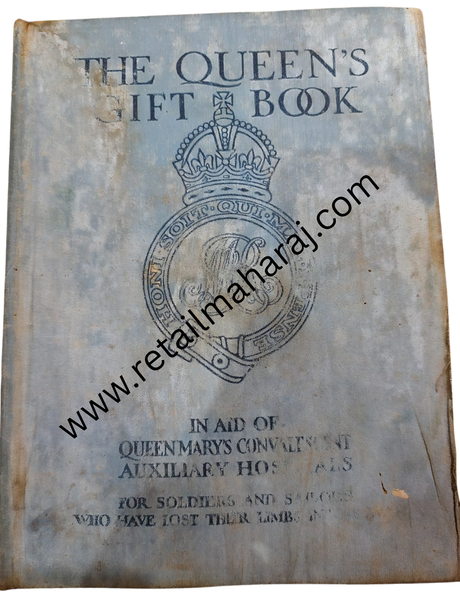 THE QUEEN'S
GIFT BOOK
HONI·SOIT·QUI·M
ENSE
www.retailmaharaj.com
IN AID OF
QUEEN MARY'S CONVALESCENT
AUXILIARY HOSPITALS
FOR SOLDIERS AND SAILORS
WHO HAVE LOST THEIR LIMBS IN